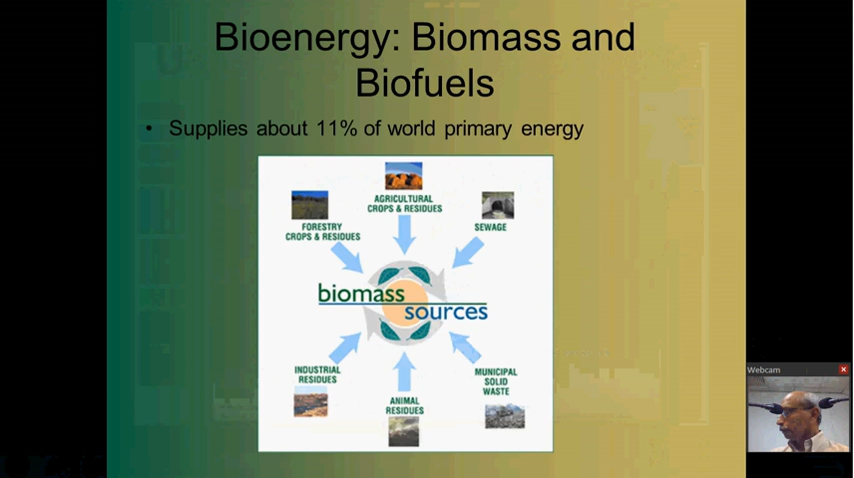 Bioenergy: Biomass and
Biofuels
• Supplies about 11% of world primary energy
AGRICULTURAL
CROPS & RESIDUES
FORESTRY
CROPS & RESIDUES
SEWAGE
biomass
sources
INDUSTRIAL
RESIDUES
ANIMAL
RESIDUES
MUNICIPAL
SOLID
WASTE
Webcam